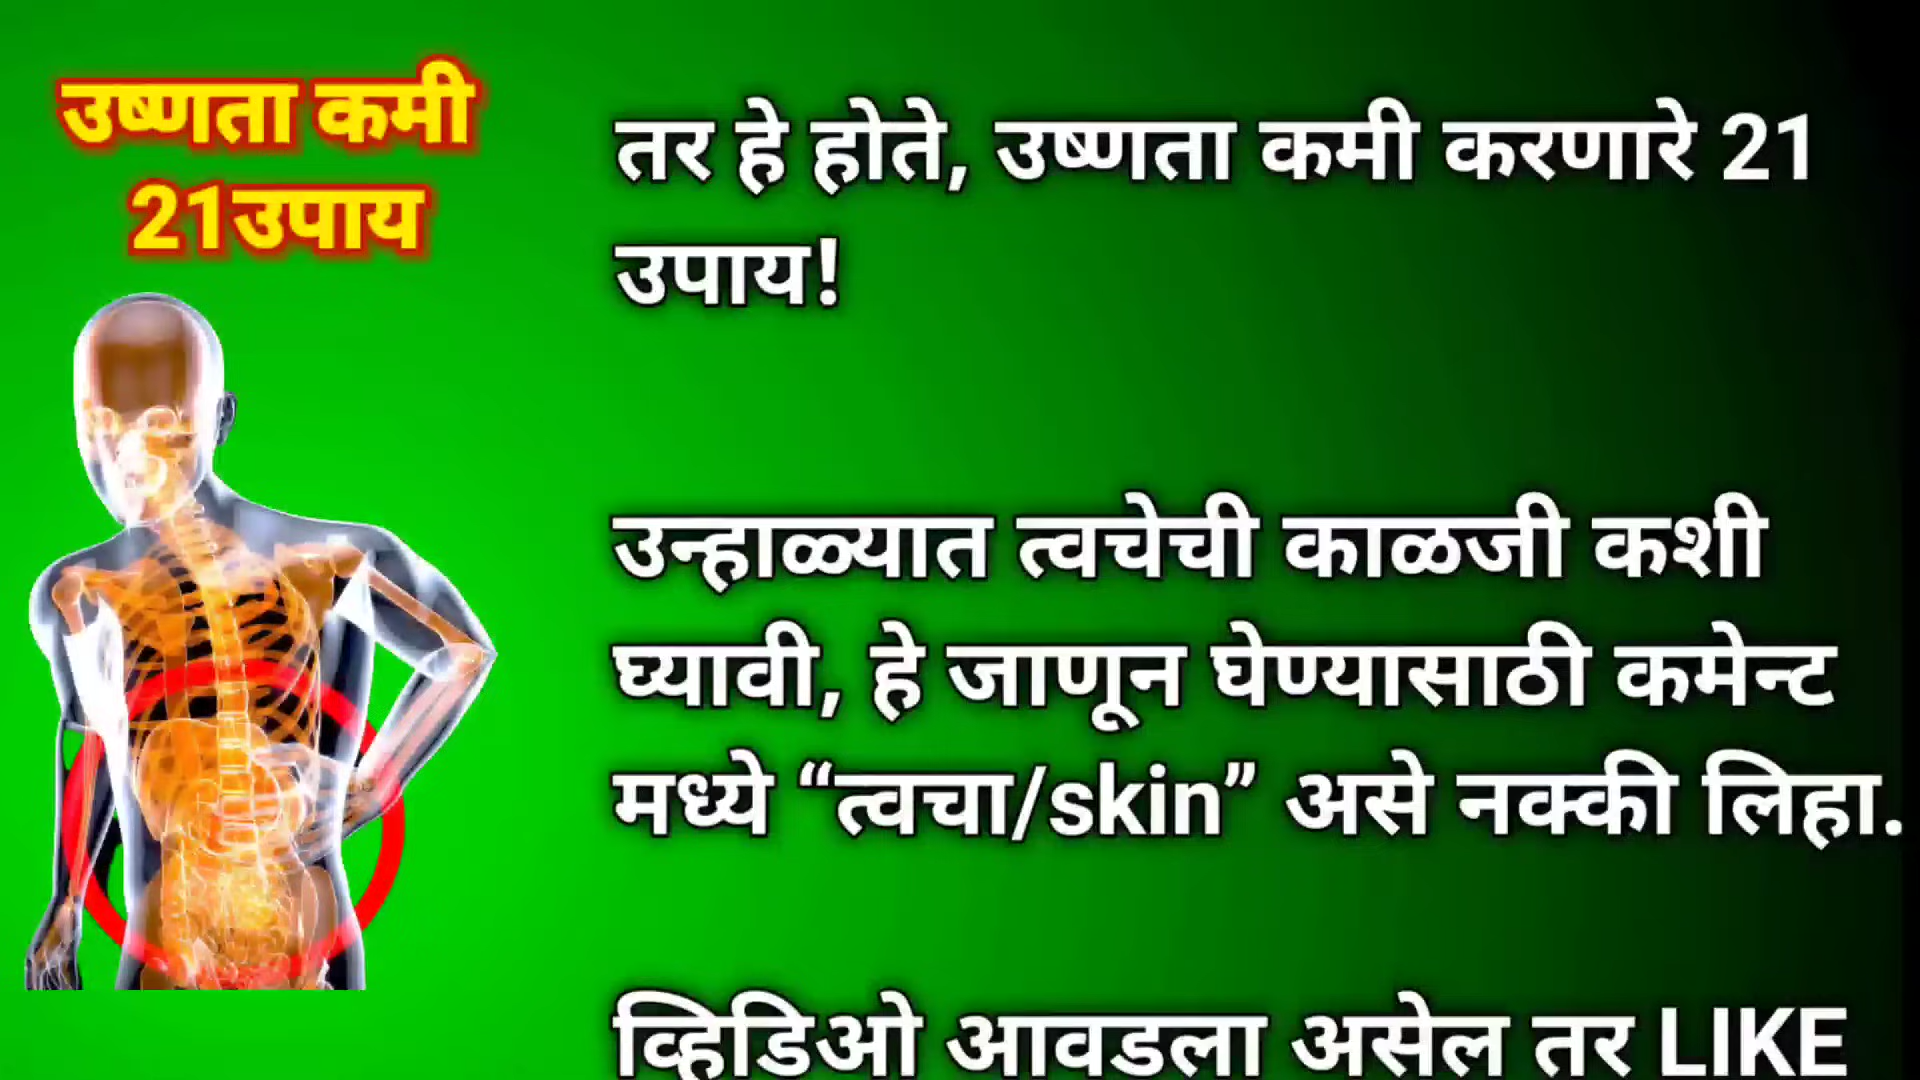 उष्णता कमी
21उपाय
तर हे होते, उष्णता कमी करणारे 21
उपाय!
उन्हाळ्यात त्वचेची काळजी कशी
घ्यावी, हे जाणून घेण्यासाठी कमेन्ट
मध्ये “त्वचा/skin” असे नक्की लिहा.
व्हिडिओ आवडला असेल तर LIKE